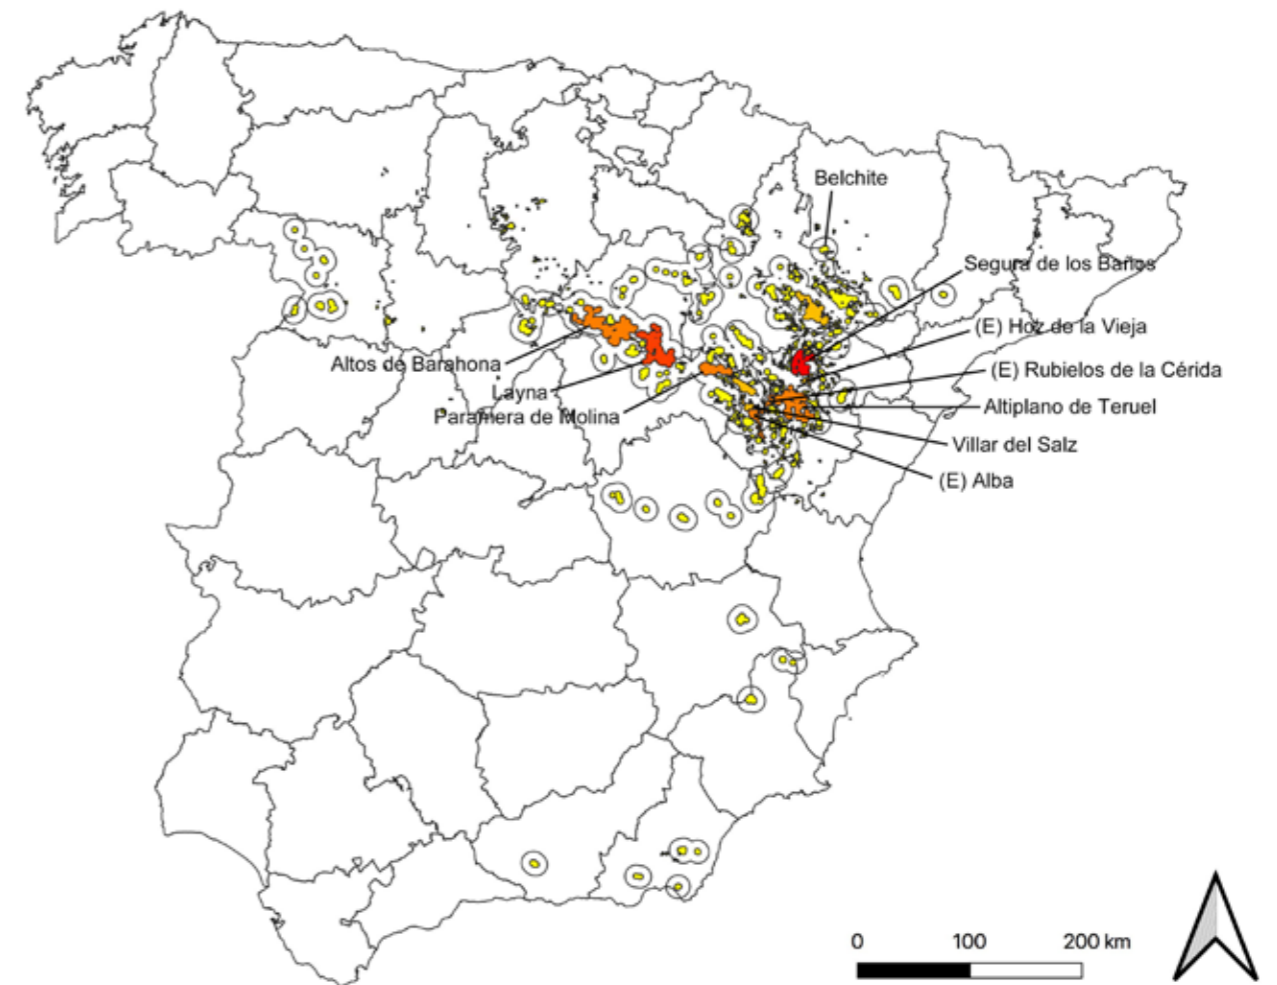 Belchite
Segura de los Baños
(E) Hoz de la Vieja
Altos de Barahona
(E) Rubielos de la Cérida
Layna
Altiplano de Teruel
Paramera de Molina
Villar del Salz
(E) Alba
0 100 200 km